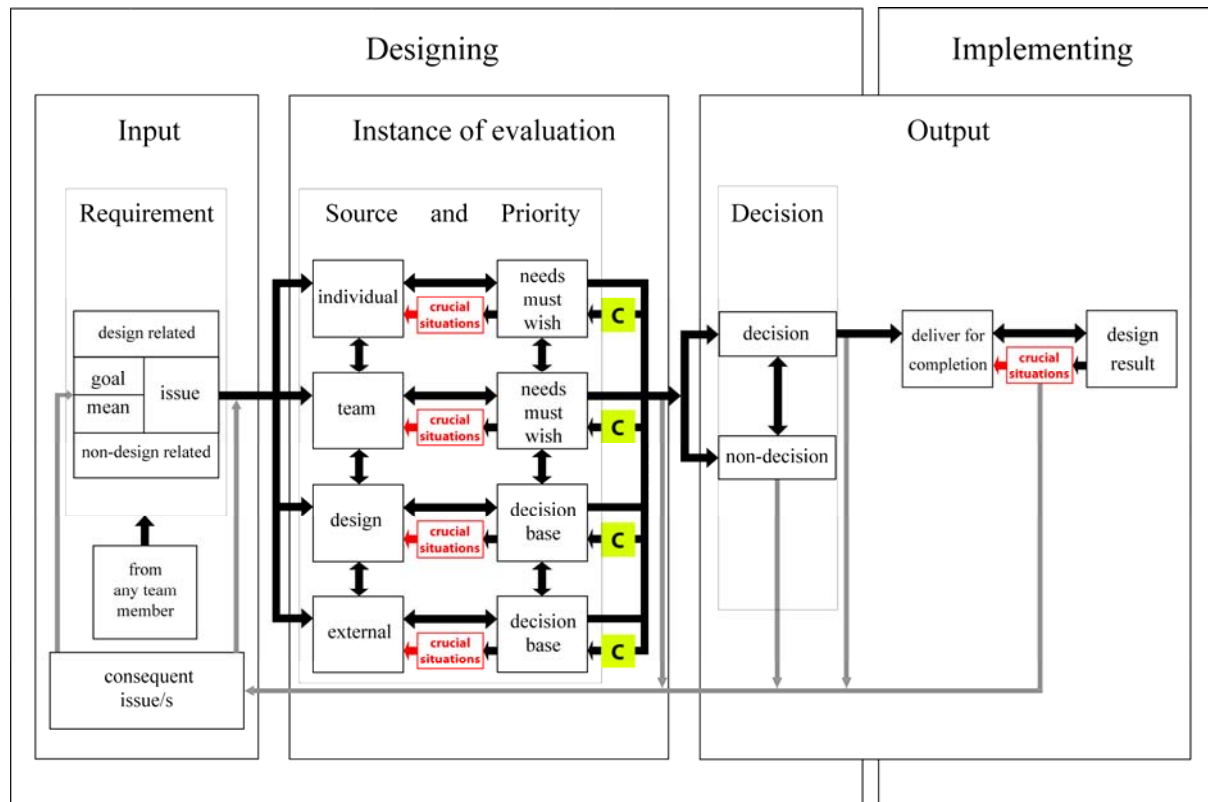 Designing
Implementing
Input
Instance of evaluation
Output
Requirement
Source and Priority
Decision
design related
goal
mean
issue
non-design related
from
any team
member
consequent
issue/s
individual
crucial
situations
needs
must
wish
C
team
crucial
situations
needs
must
wish
C
design
crucial
situations
decision
base
C
external
crucial
situations
decision
base
C
decision
non-decision
deliver for
completion
crucial
situations
design
result